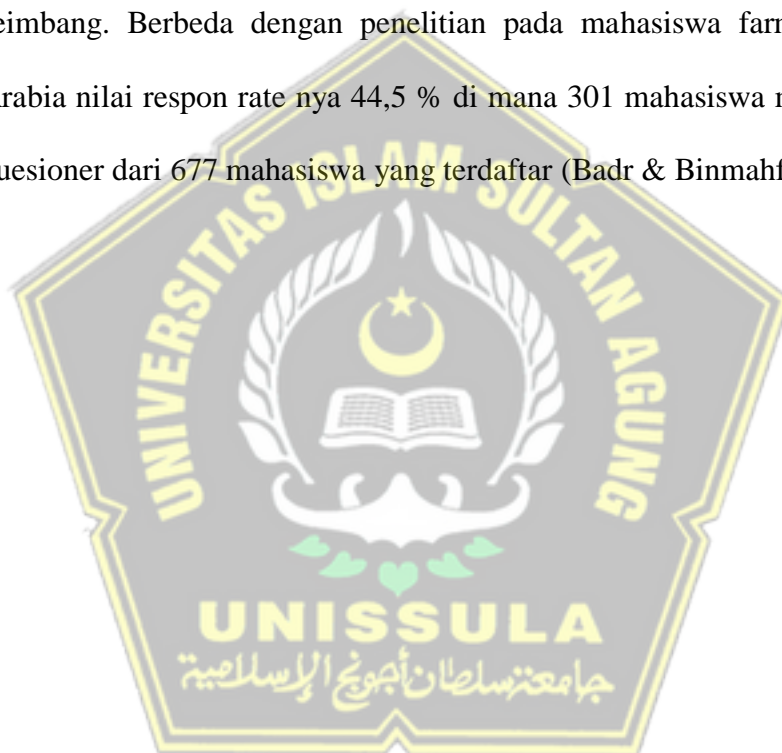 eimbang. Berbeda dengan penelitian pada mahasiswa farm
rabia nilai respon rate nya 44,5 % di mana 301 mahasiswa
uesioner dari 677 mahasiswa yang terdaftar (Badr & Binmahf
UNIVERSITAS ISLAM SULTAN AGUNG
UNISSULA
جامعة سلطان أجونج الإسلامية